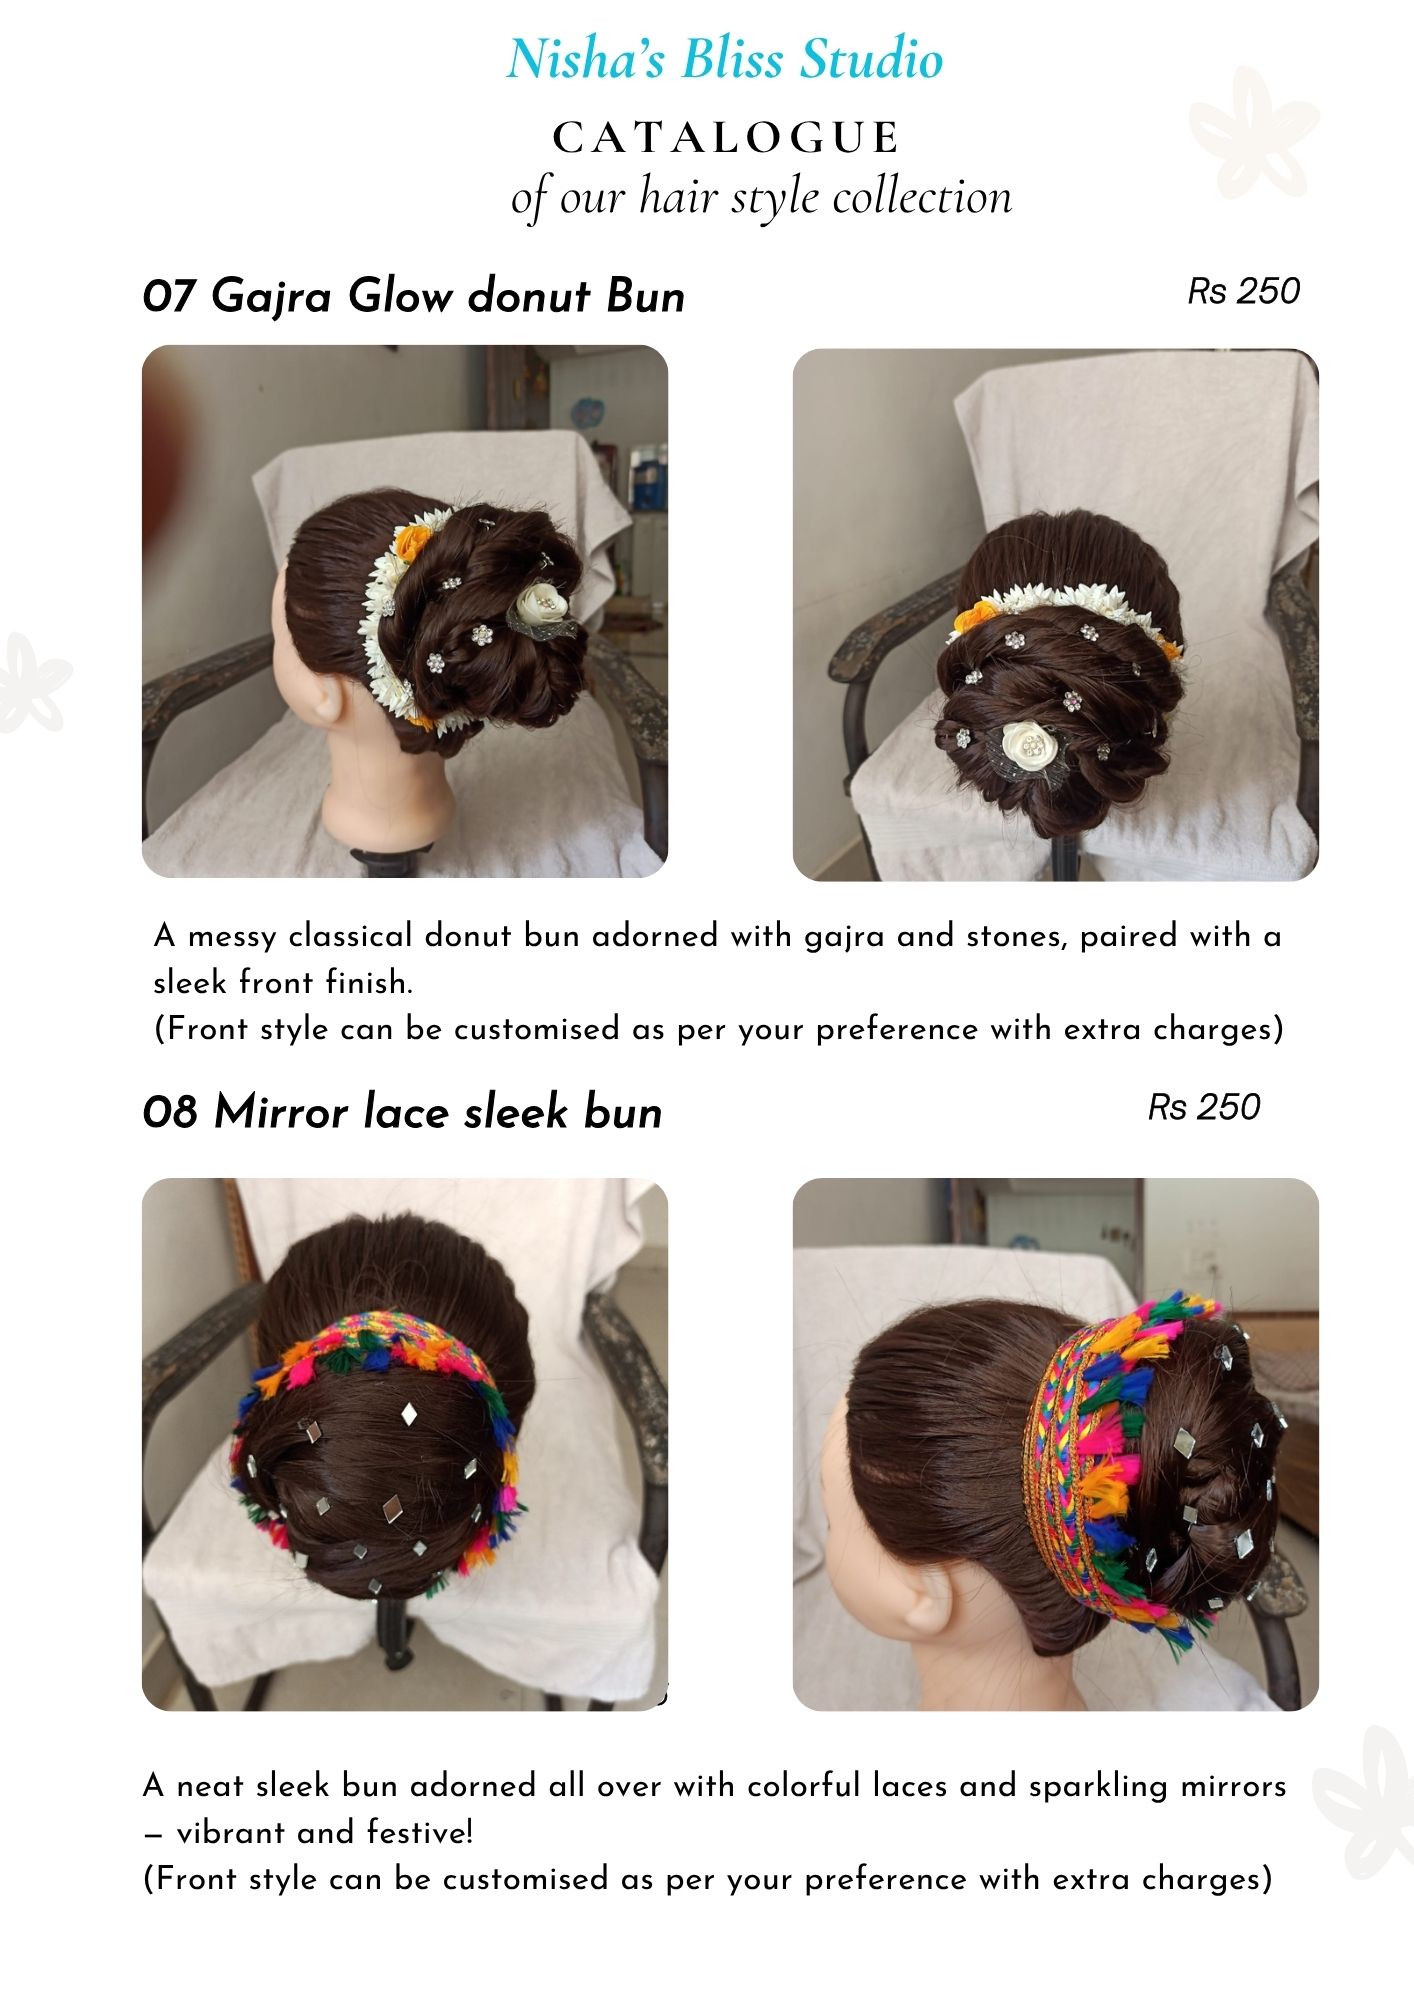 Nisha's Bliss Studio
CATALOGUE
of our hair style collection
07 Gajra Glow donut Bun
Rs 250
A messy classical donut bun adorned with gajra and stones, paired with a
sleek front finish.
(Front style can be customised as per your preference with extra charges)
08 Mirror lace sleek bun
Rs 250
A neat sleek bun adorned all over with colorful laces and sparkling mirrors
– vibrant and festive!
(Front style can be customised as per your preference with extra charges)